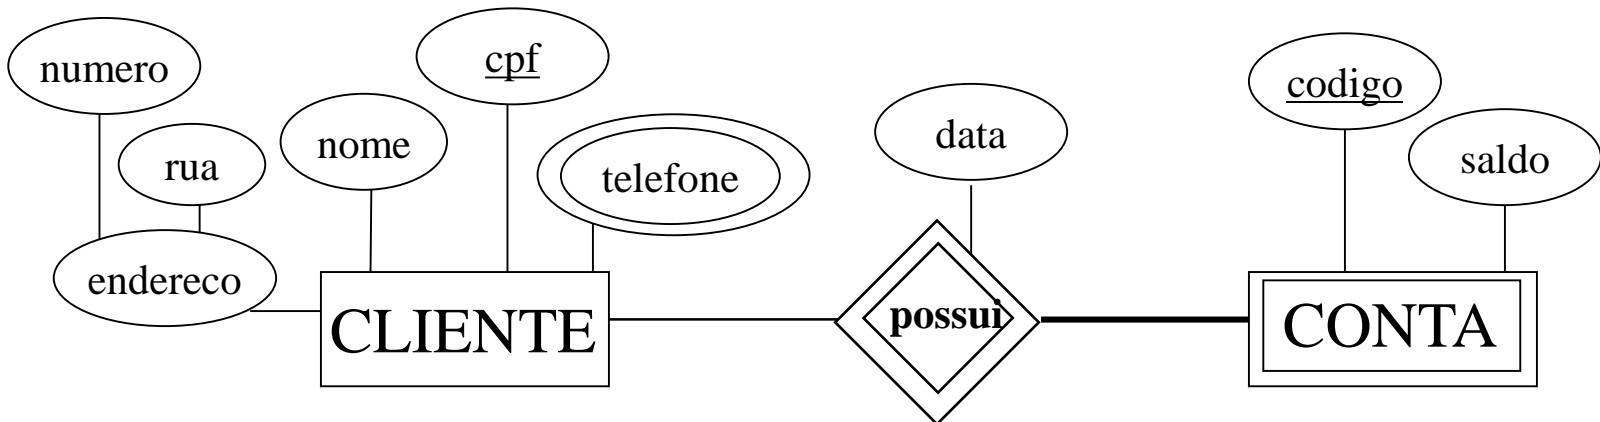 numero
rua
endereco
nome
cpf
telefone
CLIENTE
data
possui
codigo
saldo
CONTA